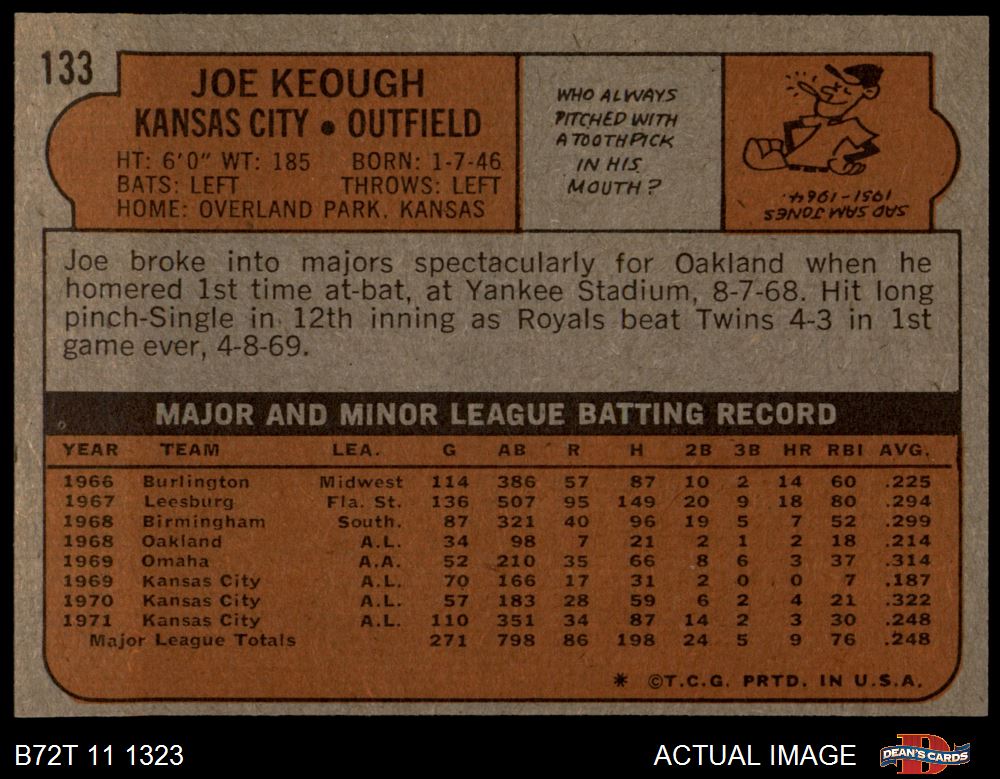 133
JOE KEOUGH
KANSAS CITY • OUTFIELD
HT: 6'0" WT: 185 BORN: 1-7-46
BATS: LEFT THROWS: LEFT
HOME: OVERLAND PARK, KANSAS
WHO ALWAYS
PITCHED WITH
A TOOTHPICK
IN HIS
MOUTH?
SAD SAM JONES
1951-1964.
Joe broke into majors spectacularly for Oakland when he
homered 1st time at-bat, at Yankee Stadium, 8-7-68. Hit long
pinch-Single in 12th inning as Royals beat Twins 4-3 in 1st
game ever, 4-8-69.
MAJOR AND MINOR LEAGUE BATTING RECORD
YEAR TEAM LEA. G AB R H 2B 3B HR RBI AVG.
1966 Burlington Midwest 114 386 57 87 10 2 14 60 .225
1967 Leesburg Fla. St. 136 507 95 149 20 9 18 80 .294
1968 Birmingham South. 87 321 40 96 19 5 7 52 .299
1968 Oakland A.L. 34 98 7 21 2 1 2 18 .214
1969 Omaha A.A. 52 210 35 66 8 6 3 37 .314
1969 Kansas City A.L. 70 166 17 31 2 0 0 7 .187
1970 Kansas City A.L. 57 183 28 59 6 2 4 21 .322
1971 Kansas City A.L. 110 351 34 87 14 2 3 30 .248
Major League Totals 271 798 86 198 24 5 9 76 .248
* ©T.C.G. PRTD. IN U.S.A.
B72T 11 1323
ACTUAL IMAGE
DEAN'S CARDS